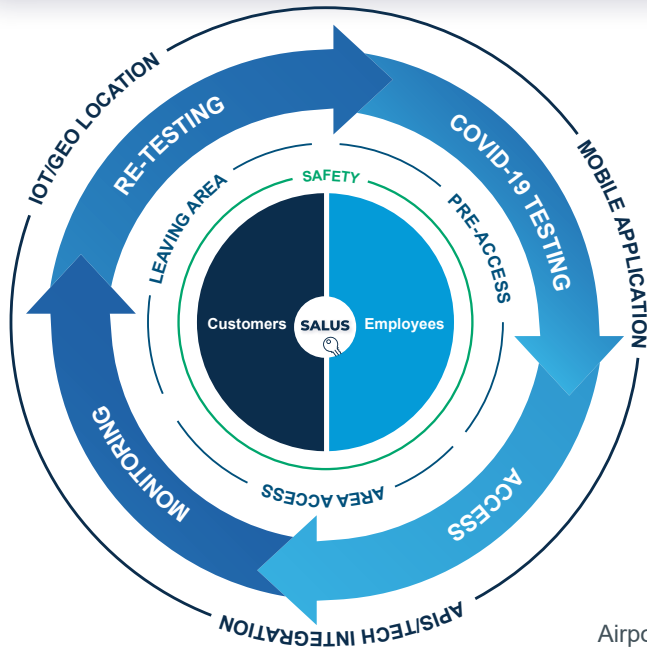 IOT/GEO LOCATION
MOBILE APPLICATION
APIS/TECH INTEGRATION
RE-TESTING
COVID-19 TESTING
ACCESS
MONITORING
LEAVING AREA
PRE-ACCESS
AREA ACCESS
SAFETY
Customers
SALUS
Employees